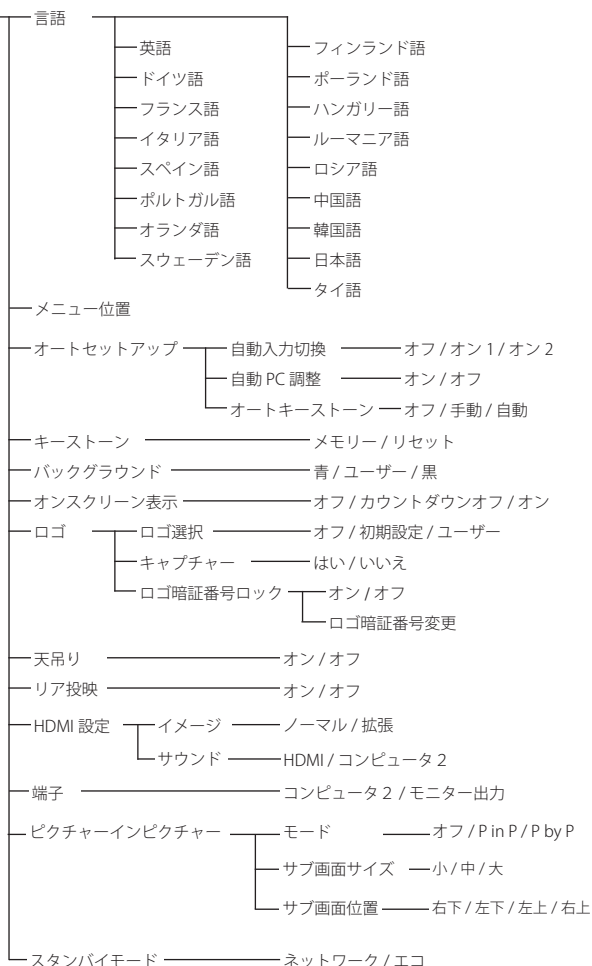 言語
英語
ドイツ語
フランス語
イタリア語
スペイン語
ポルトガル語
オランダ語
スウェーデン語
フィンランド語
ポーランド語
ハンガリー語
ルーマニア語
ロシア語
中国語
韓国語
日本語
タイ語
メニュー位置
オートセットアップ 自動入力切換 オフ / オン 1 / オン 2
自動 PC 調整 オン / オフ
オートキーストーン オフ / 手動 / 自動
キーストーン メモリー / リセット
バックグラウンド 青 / ユーザー / 黒
オンスクリーン表示 オフ / カウントダウンオフ / オン
ロゴ ロゴ選択 オフ / 初期設定 / ユーザー
キャプチャー はい / いいえ
ロゴ暗証番号ロック オン / オフ
ロゴ暗証番号変更
天吊り オン / オフ
リア投映 オン / オフ
HDMI 設定 イメージ ノーマル / 拡張
サウンド HDMI / コンピュータ 2
端子 コンピュータ 2 / モニター出力
ピクチャーインピクチャー モード オフ / P in P / P by P
サブ画面サイズ 小 / 中 / 大
サブ画面位置 右下 / 左下 / 左上 / 右上
スタンバイモード ネットワーク / エコ